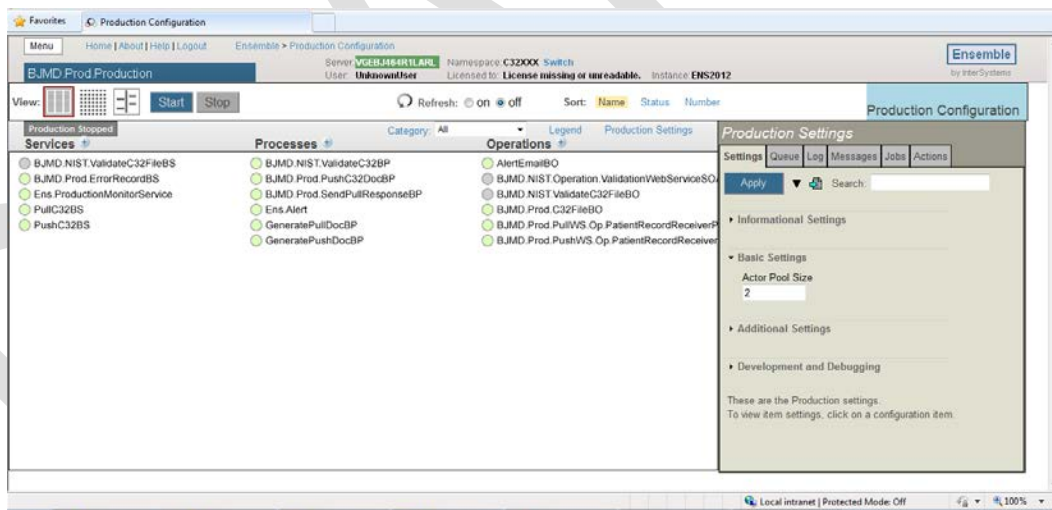 Favorites
Production Configuration
Menu
Home | About | Help | Logout
Ensemble > Production Configuration
Server: VGEBJ464R1LARL Namespace: C32XXX Switch
User: UnknownUser Licensed to: License missing or unreadable. Instance: ENS2012
Ensemble
by InterSystems
BJMD.Prod.Production
View:
Start
Stop
Refresh: on off
Sort: Name Status Number
Production Configuration
Production Stopped
Category: All
Legend
Production Settings
Services
BJMD.NIST.ValidateC32FileBS
BJMD.Prod.ErrorRecordBS
Ens.ProductionMonitorService
PullC32BS
PushC32BS
Processes
BJMD.NIST.ValidateC32BP
BJMD.Prod.PushC32DocBP
BJMD.Prod.SendPullResponseBP
Ens.Alert
GeneratePullDocBP
GeneratePushDocBP
Operations
AlertEmailBO
BJMD.NIST.Operation.ValidationWebServiceSOA
BJMD.NIST.ValidateC32FileBO
BJMD.Prod.C32FileBO
BJMD.Prod.PullWS.Op.PatientRecordReceiverP
BJMD.Prod.PushWS.Op.PatientRecordReceiver
Production Settings
Settings Queue Log Messages Jobs Actions
Apply
Search:
Informational Settings
Basic Settings
Actor Pool Size
2
Additional Settings
Development and Debugging
These are the Production settings.
To view item settings, click on a configuration item.
Local intranet | Protected Mode: Off
100%